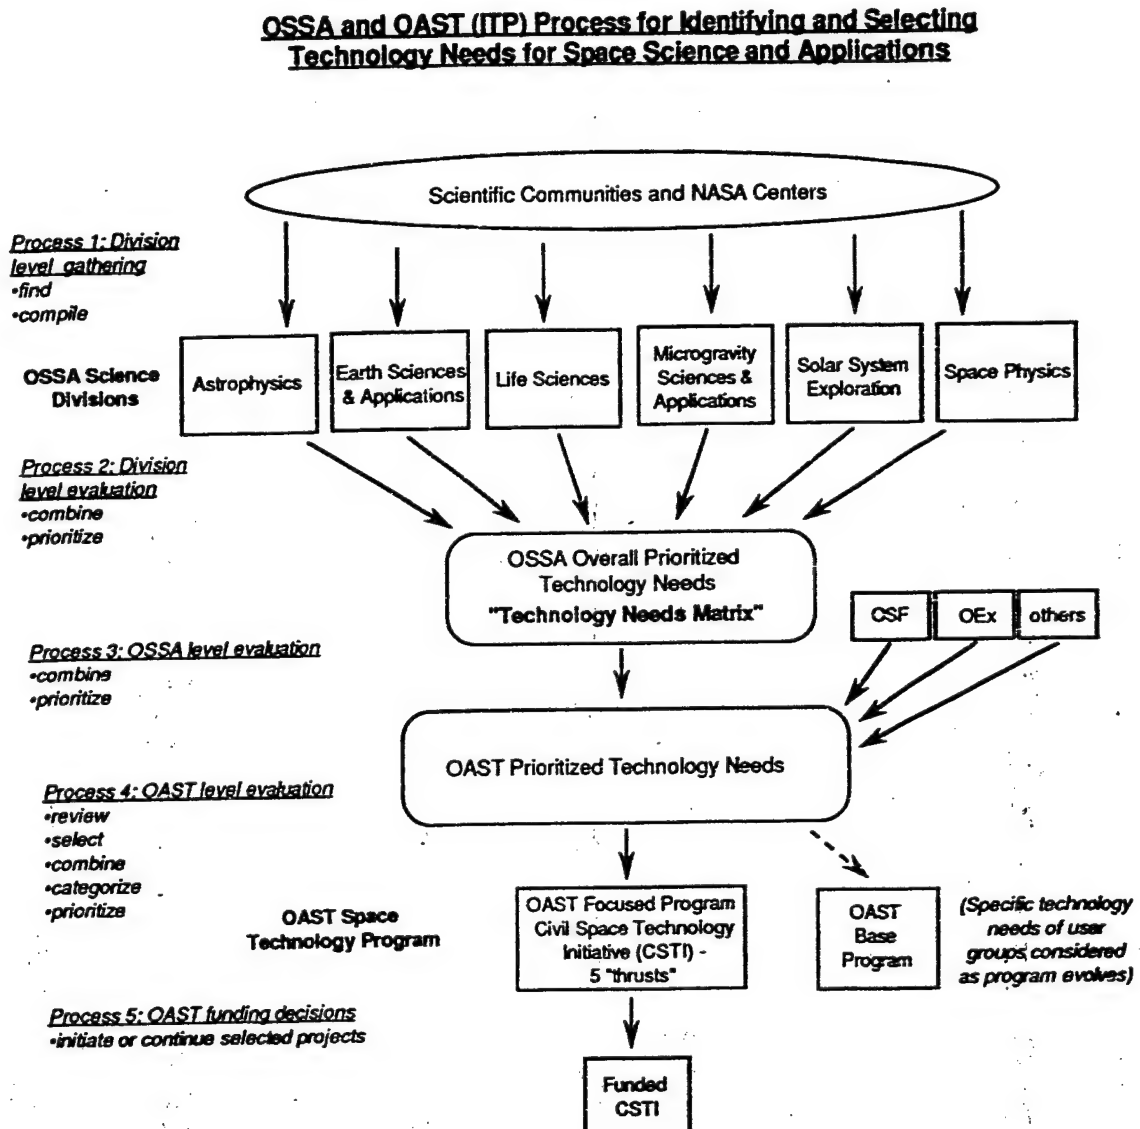 OSSA and OAST (ITP) Process for Identifying and Selecting
Technology Needs for Space Science and Applications
Scientific Communities and NASA Centers
Process 1: Division
level gathering
•find
•compile
OSSA Science
Divisions
Astrophysics
Earth Sciences
& Applications
Life Sciences
Microgravity
Sciences &
Applications
Solar System
Exploration
Space Physics
Process 2: Division
level evaluation
•combine
•prioritize
OSSA Overall Prioritized
Technology Needs
"Technology Needs Matrix"
OSF
OEx
others
Process 3: OSSA level evaluation
•combine
•prioritize
OAST Prioritized Technology Needs
Process 4: OAST level evaluation
•review
•select
•combine
•categorize
•prioritize
OAST Space
Technology Program
OAST Focused Program
Civil Space Technology
Initiative (CSTI) -
5 "thrusts"
OAST
Base
Program
(Specific technology
needs of user
groups considered
as program evolves)
Process 5: OAST funding decisions
•initiate or continue selected projects
Funded
CSTI